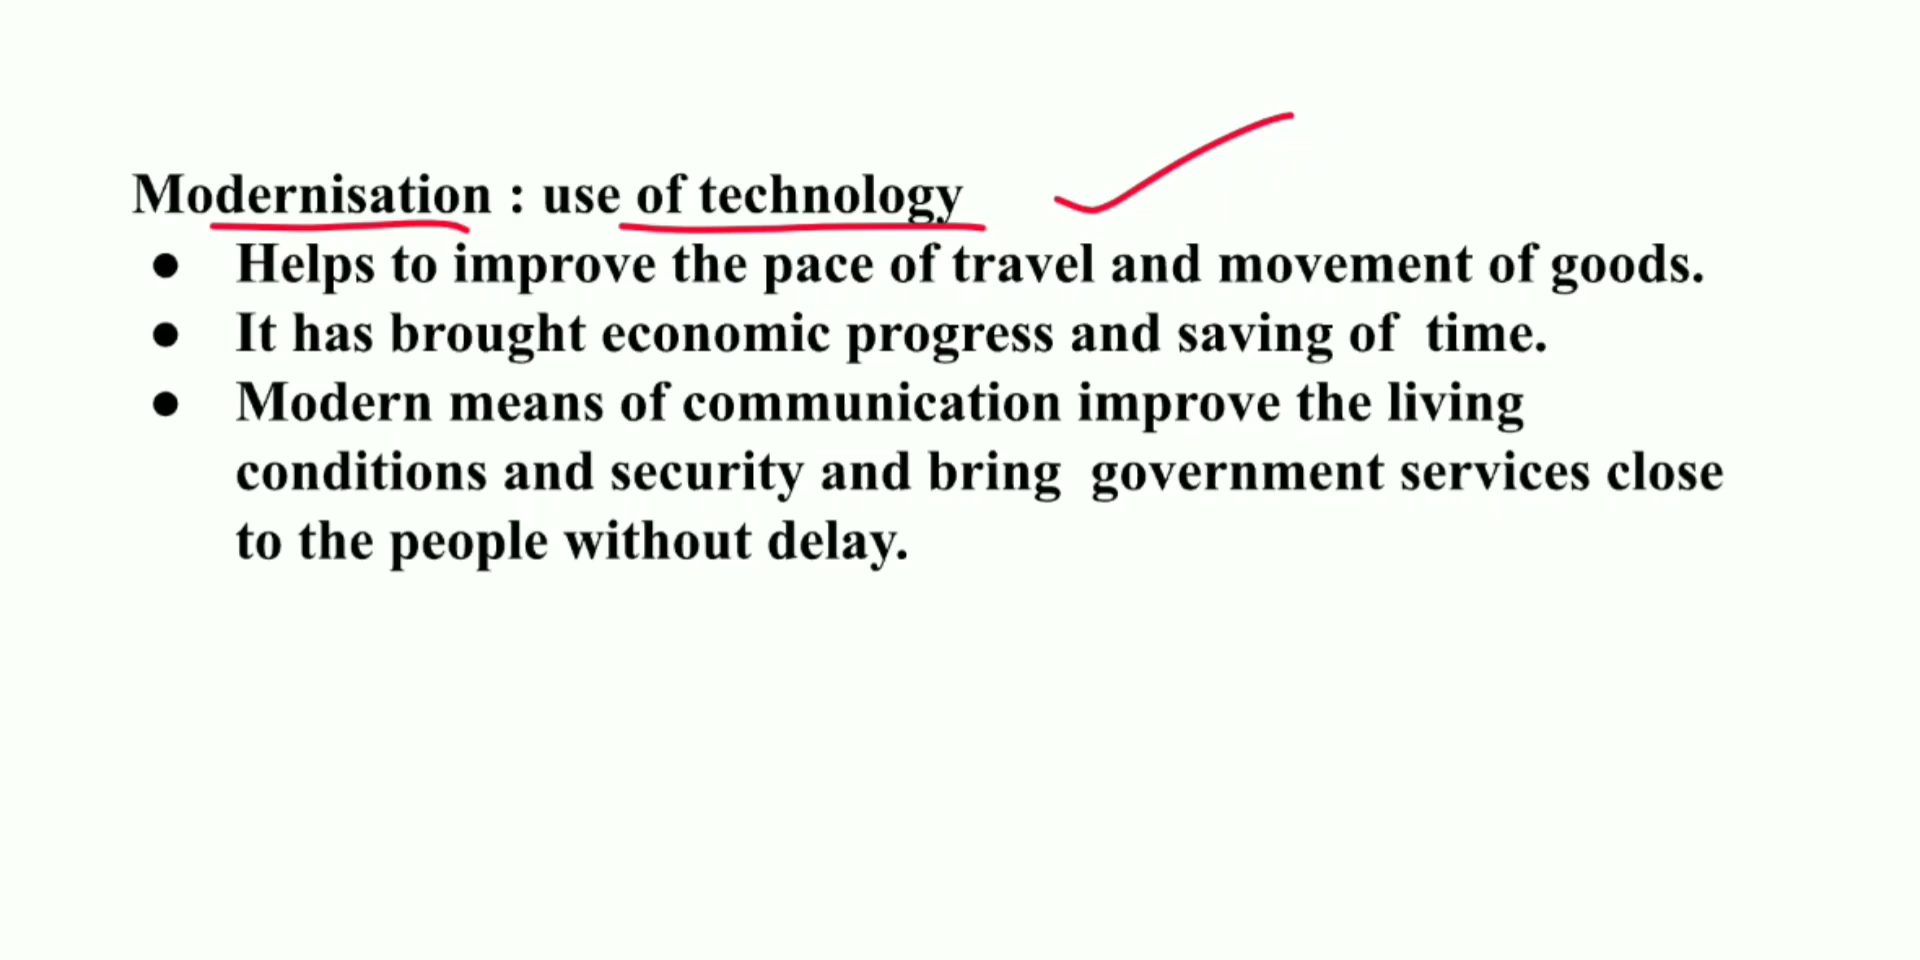 Modernisation : use of technology
● Helps to improve the pace of travel and movement of goods.
● It has brought economic progress and saving of  time.
● Modern means of communication improve the living
conditions and security and bring  government services close
to the people without delay.